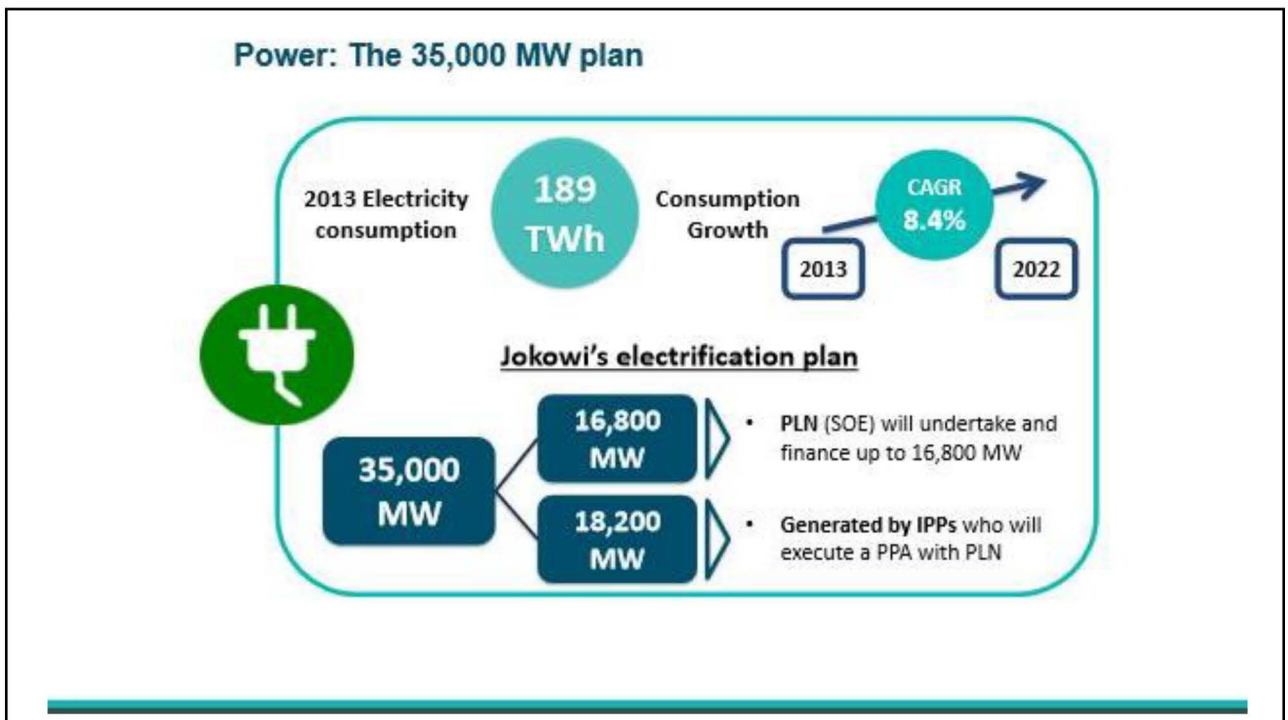 Power: The 35,000 MW plan
2013 Electricity
consumption
189
TWh
Consumption
Growth
CAGR
8.4%
2013
2022
Jokowi's electrification plan
35,000
MW
16,800
MW
• PLN (SOE) will undertake and
finance up to 16,800 MW
18,200
MW
• Generated by IPPs who will
execute a PPA with PLN